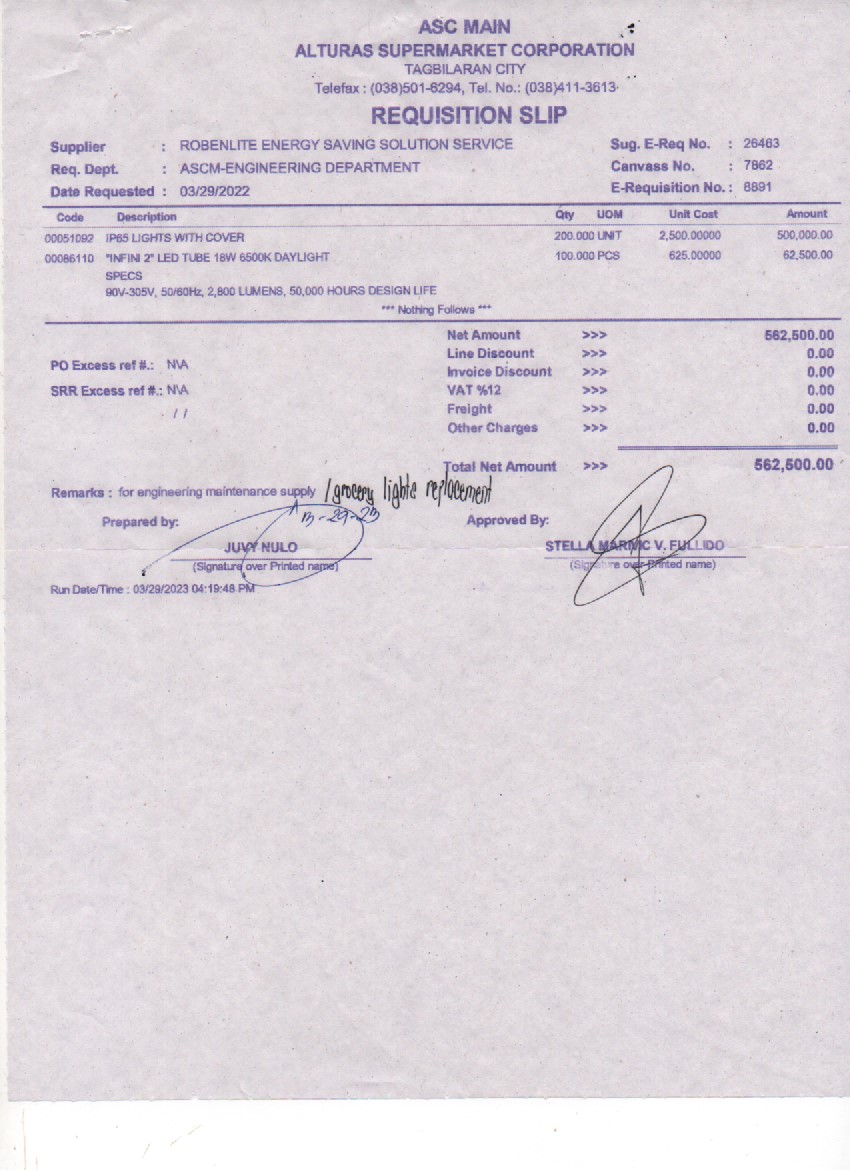 ASC MAIN
ALTURAS SUPERMARKET CORPORATION
TAGBILARAN CITY
Telefax : (038)501-6294, Tel. No.: (038)411-3613
REQUISITION SLIP
Supplier : ROBENLITE ENERGY SAVING SOLUTION SERVICE Sug. E-Req No. : 26463
Req. Dept. : ASCM-ENGINEERING DEPARTMENT Canvass No. : 7862
Date Requested : 03/29/2022 E-Requisition No. : 8891
Code Description Qty UOM Unit Cost Amount
00051092 IP65 LIGHTS WITH COVER 200.000 UNIT 2,500.00000 500,000.00
00086110 "INFINI 2" LED TUBE 18W 6500K DAYLIGHT 100.000 PCS 625.00000 62,500.00
SPECS
90V-305V, 50/60Hz, 2,800 LUMENS, 50,000 HOURS DESIGN LIFE
*** Nothing Follows ***
Net Amount >>> 562,500.00
Line Discount >>> 0.00
PO Excess ref #.: N\A Invoice Discount >>> 0.00
SRR Excess ref #.: N\A VAT %12 >>> 0.00
/ / Freight >>> 0.00
Other Charges >>> 0.00
Total Net Amount >>> 562,500.00
Remarks : for engineering maintenance supply / grocery lights replacement
Prepared by: Approved By:
JUVY NULO STELLA MARIVIC V. FULLIDO
(Signature over Printed name) (Signature over Printed name)
Run Date/Time : 03/29/2023 04:19:48 PM